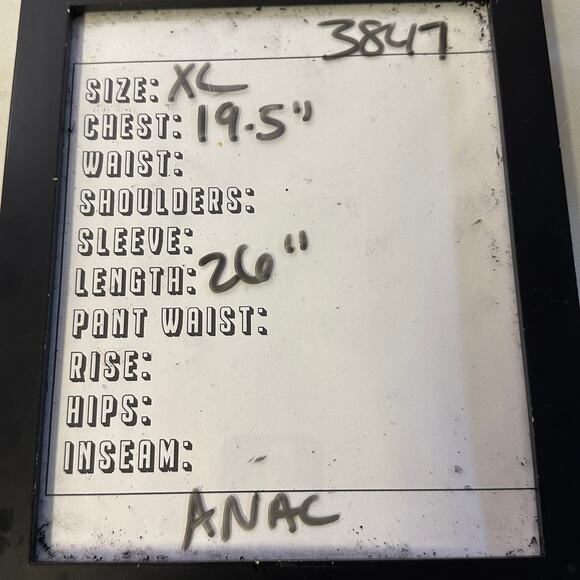 3847
SIZE: XL
CHEST: 19.5"
WAIST:
SHOULDERS:
SLEEVE:
LENGTH: 26"
PANT WAIST:
RISE:
HIPS:
INSEAM:
ANAC